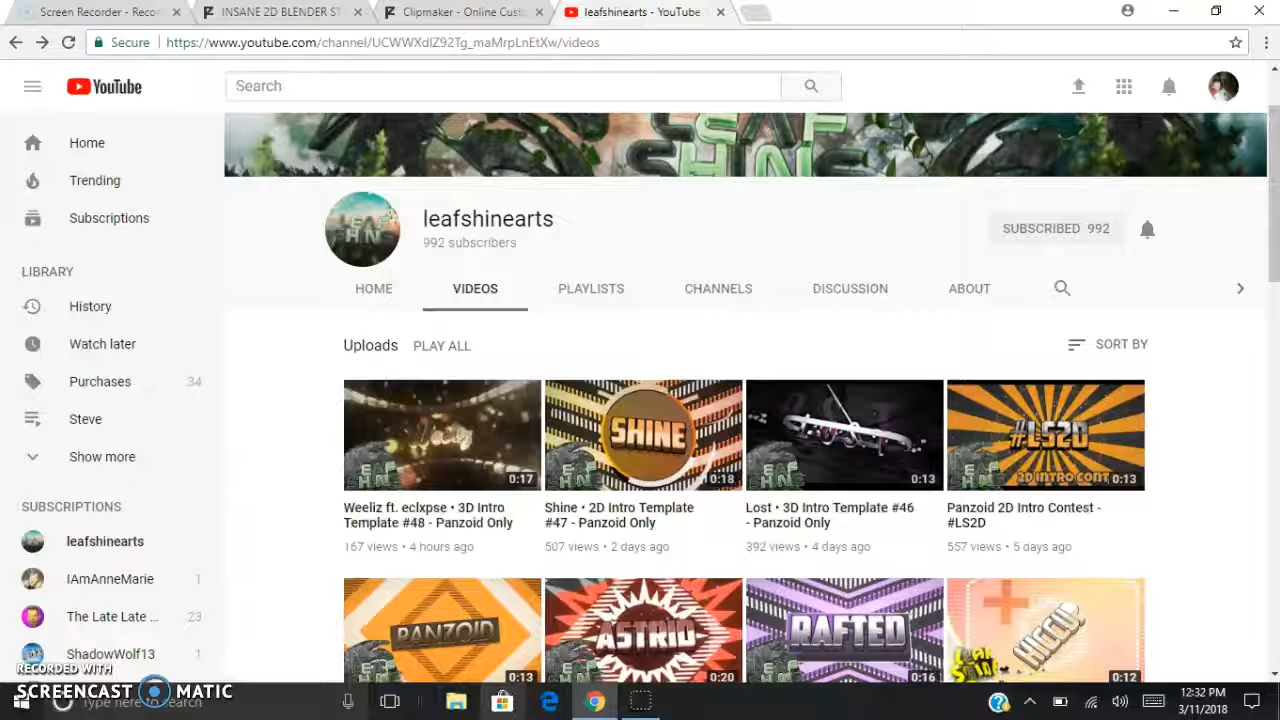 Screen Recorder - Reco
INSANE 2D BLENDER ST
Clipmaker - Online Cust
leafshinearts - YouTube
Secure
https://www.youtube.com/channel/UCWWXdIZ92Tg_maMrpLnEtXw/videos
YouTube
Search
LEAF
SHINE
Home
Trending
Subscriptions
LIBRARY
History
Watch later
Purchases 34
Steve
Show more
SUBSCRIPTIONS
leafshinearts
IAmAnneMarie 1
The Late Late ... 23
ShadowWolf13 1
leafshinearts
992 subscribers
SUBSCRIBED 992
HOME VIDEOS PLAYLISTS CHANNELS DISCUSSION ABOUT
Uploads PLAY ALL
SORT BY
0:17
SHINE
0:18
0:13
#LS2D
2D INTRO CONT
0:13
Weeliz ft. eclxpse • 3D Intro
Template #48 - Panzoid Only
167 views • 4 hours ago
Shine • 2D Intro Template
#47 - Panzoid Only
507 views • 2 days ago
Lost • 3D Intro Template #46
- Panzoid Only
392 views • 4 days ago
Panzoid 2D Intro Contest -
#LS2D
557 views • 5 days ago
PANZOID
0:13
ASTRID
0:20
RAFTED
0:16
HICCUP
0:12
RECORDED WITH
SCREENCAST MATIC
Type here to search
12:32 PM
3/11/2018